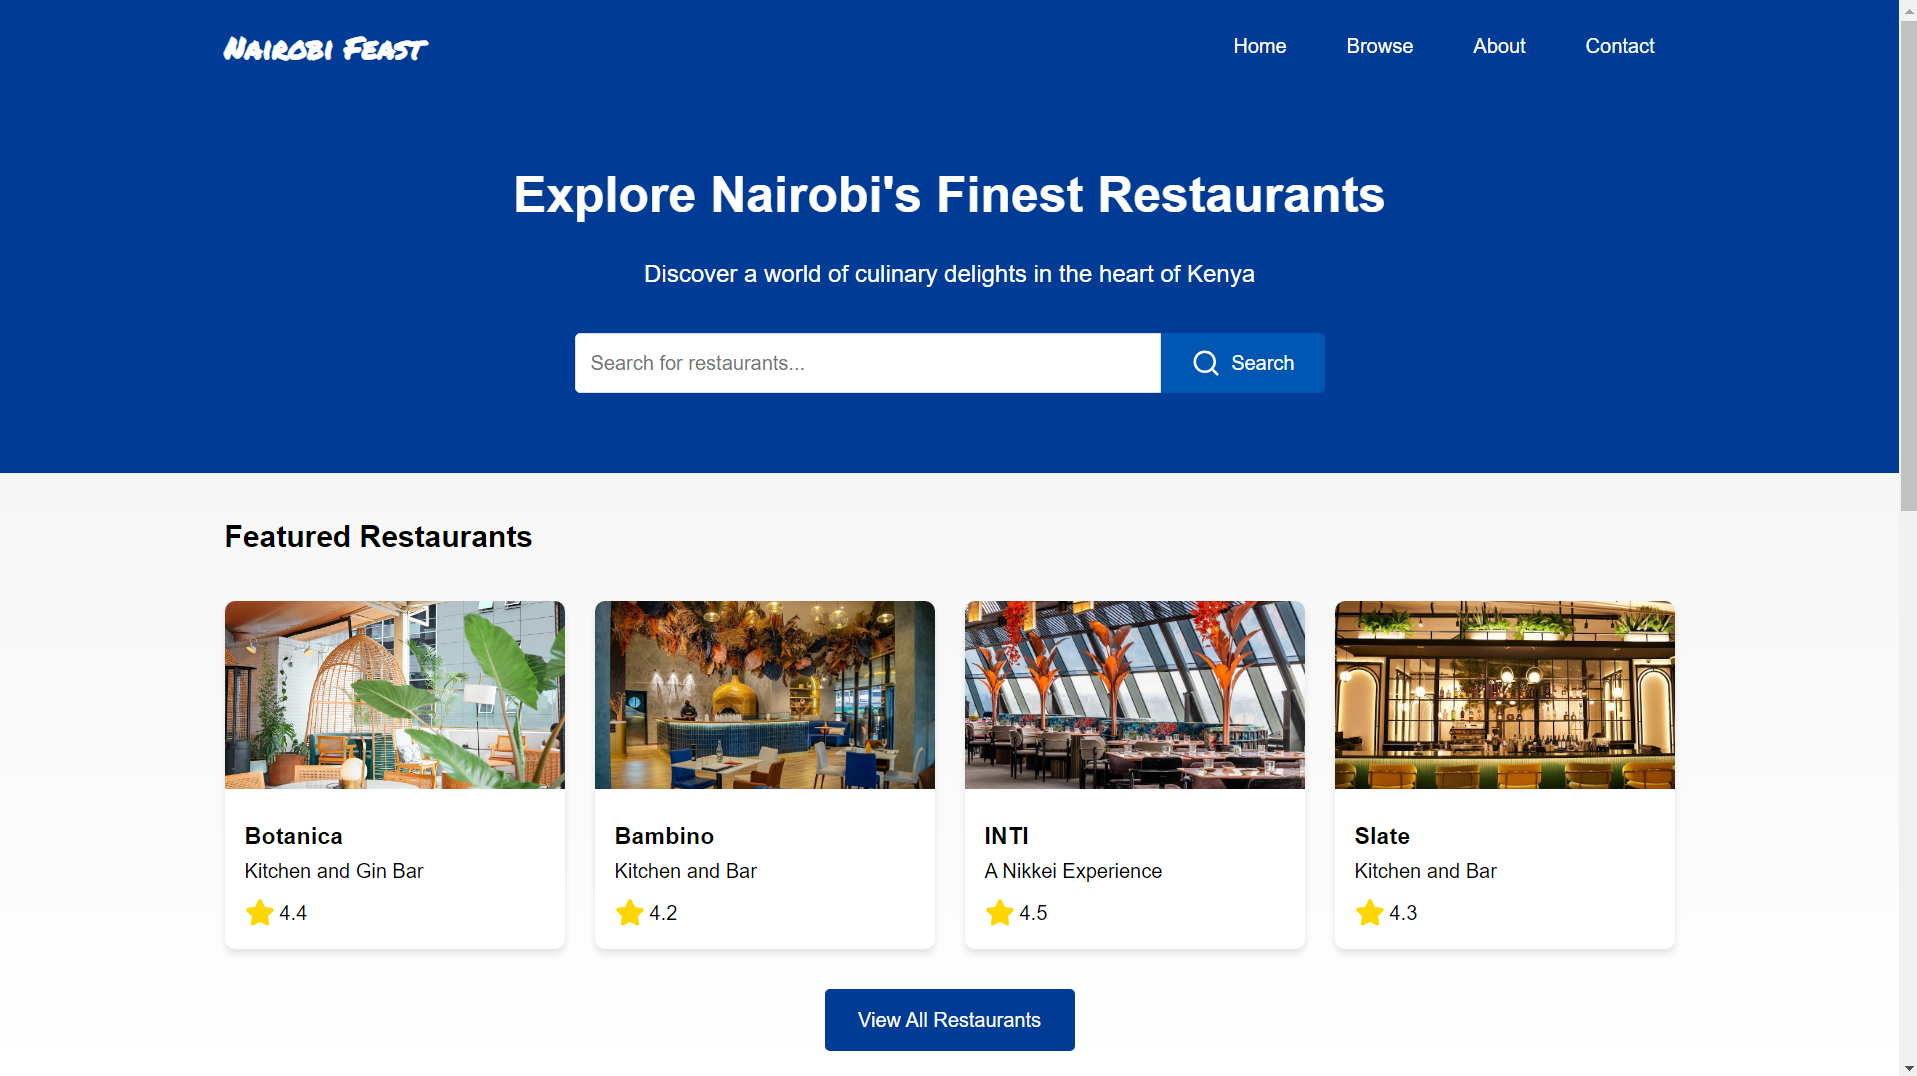 Nairobi Feast
Home
Browse
About
Contact
Explore Nairobi's Finest Restaurants
Discover a world of culinary delights in the heart of Kenya
Search for restaurants...
Search
Featured Restaurants
Botanica
Kitchen and Gin Bar
4.4
Bambino
Kitchen and Bar
4.2
INTI
A Nikkei Experience
4.5
Slate
Kitchen and Bar
4.3
View All Restaurants